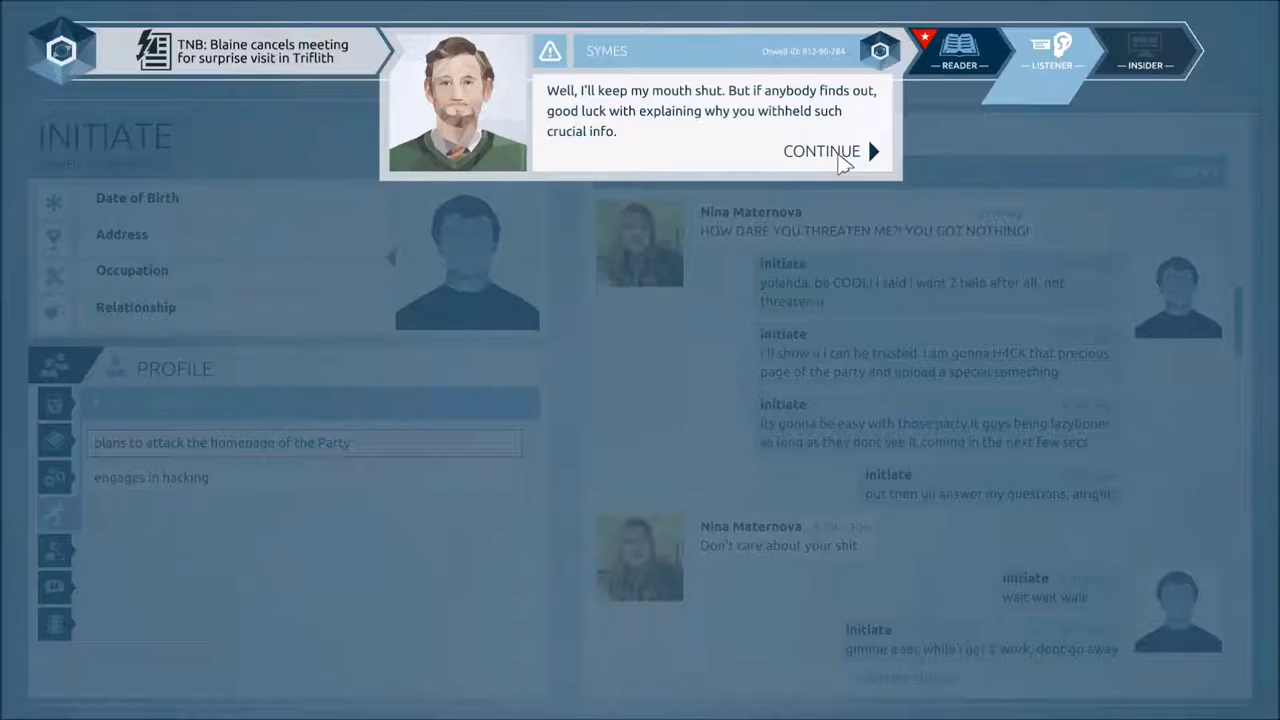 TNB: Blaine cancels meeting
for surprise visit in Triflith
SYMES
Orwell-ID: 812-90-284
Well, I'll keep my mouth shut. But if anybody finds out,
good luck with explaining why you withheld such
crucial info.
CONTINUE
READER
LISTENER
INSIDER
INITIATE
Date of Birth
Address
Occupation
Relationship
PROFILE
plans to attack the homepage of the Party
engages in hacking
Nina Maternova
HOW DARE YOU THREATEN ME?! YOU GOT NOTHING!
Initiate
yolanda. be COOL! i said i want 2 help after all, not
threaten u
Initiate
i'll show u i can be trusted. i am gonna H4CK that precious
page of the party and upload a special something
Initiate
its gonna be easy with those party it guys being lazybones
as long as they dont see it coming in the next few secs
Initiate
but then ull answer my questions, alright
Nina Maternova
Don't care about your shit.
Initiate
wait wait wait
Initiate
gimme a sec while i get 2 work, dont go away